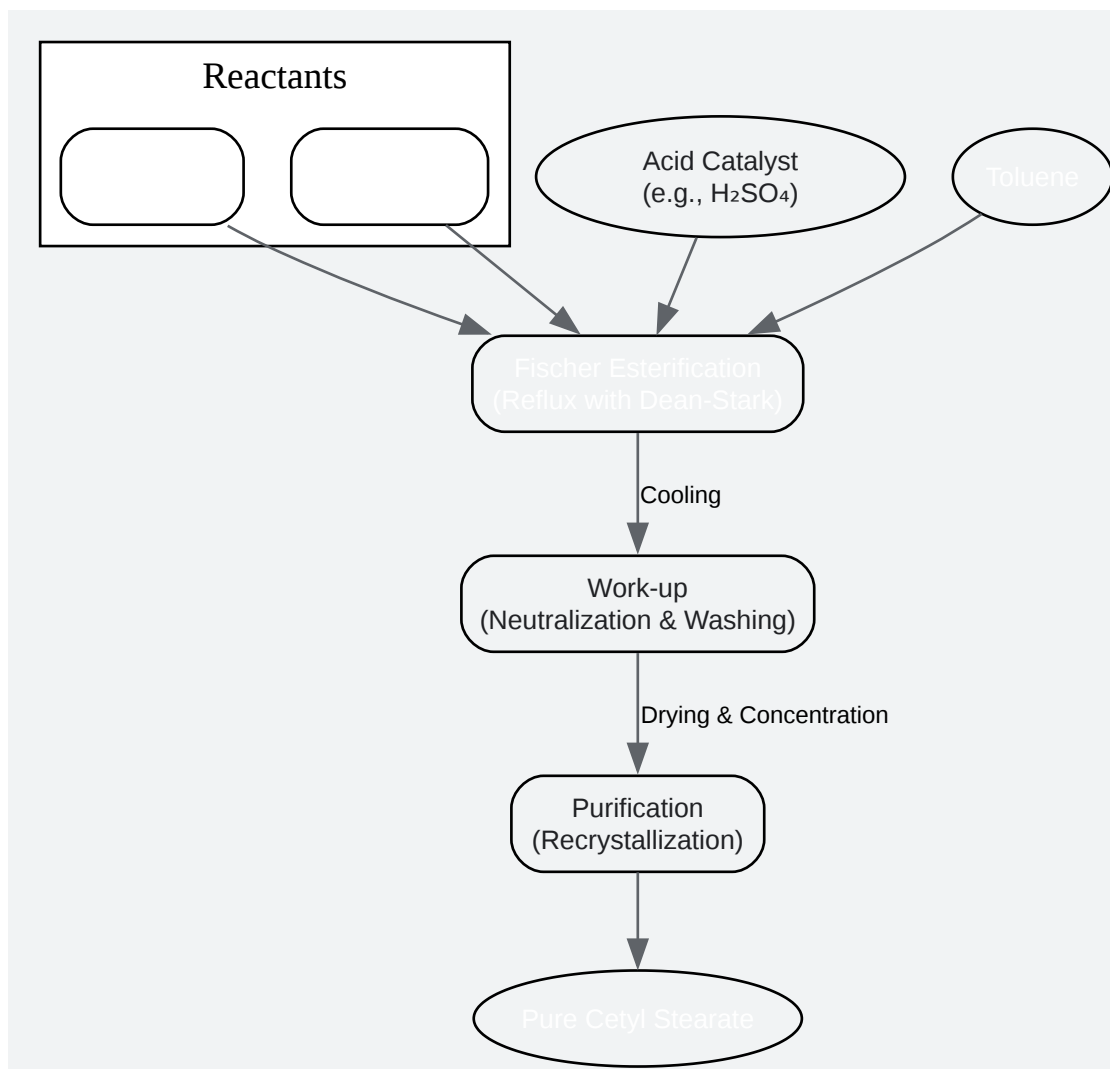 Reactants
Acid Catalyst
(e.g., H₂SO₄)
Toluene
Fischer Esterification
(Reflux with Dean-Stark)
Cooling
Work-up
(Neutralization & Washing)
Drying & Concentration
Purification
(Recrystallization)
Pure Cetyl Stearate